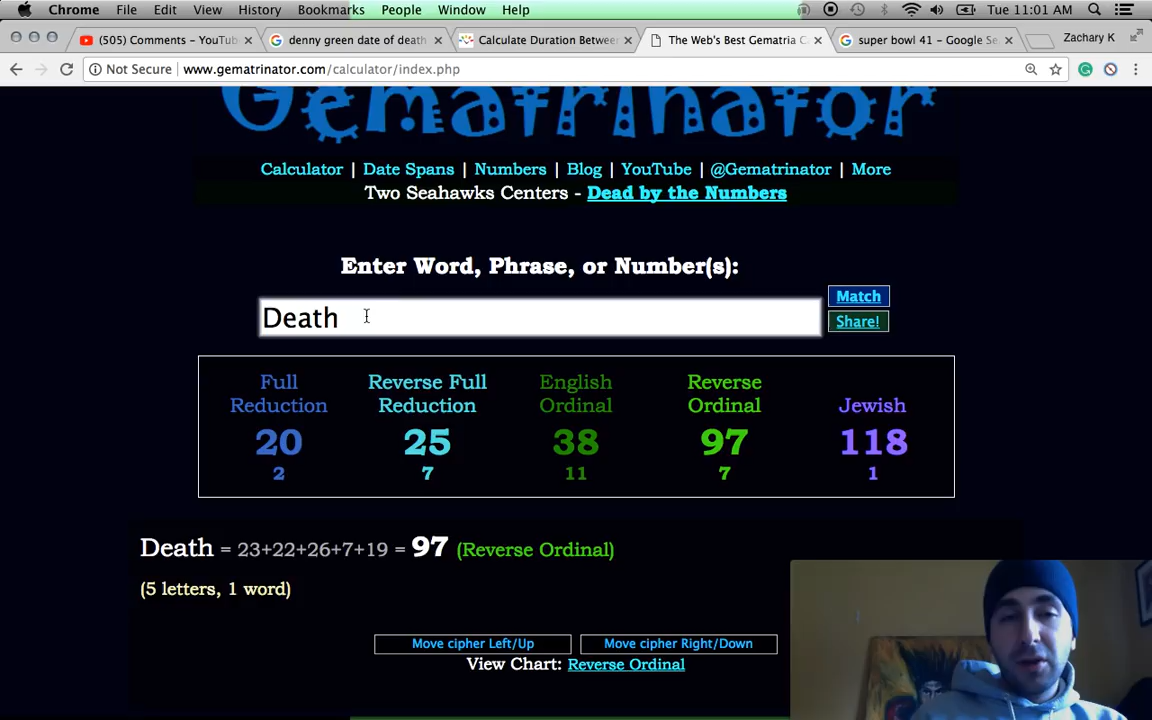 Chrome File Edit View History Bookmarks People Window Help Tue 11:01 AM
(505) Comments - YouTub
denny green date of death
Calculate Duration Betwee
The Web's Best Gematria C
super bowl 41 - Google Se
Zachary K
Not Secure | www.gematrinator.com/calculator/index.php
Gematrinator
Calculator | Date Spans | Numbers | Blog | YouTube | @Gematrinator | More
Two Seahawks Centers - Dead by the Numbers
Enter Word, Phrase, or Number(s):
Death
Match
Share!
Full Reduction
20
2
Reverse Full Reduction
25
7
English Ordinal
38
11
Reverse Ordinal
97
7
Jewish
118
1
Death = 23+22+26+7+19 = 97 (Reverse Ordinal)
(5 letters, 1 word)
Move cipher Left/Up
Move cipher Right/Down
View Chart: Reverse Ordinal